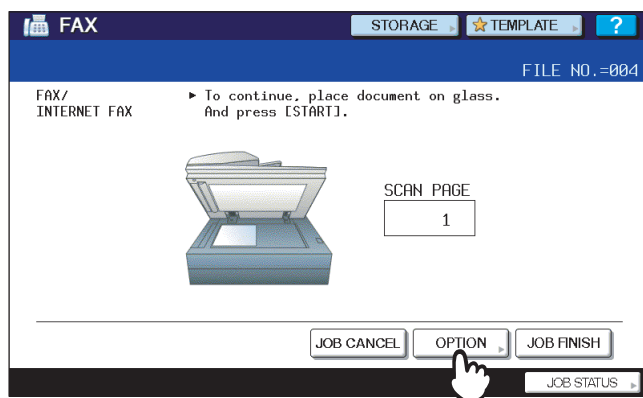 FAX
STORAGE
TEMPLATE
?
FILE NO.=004
FAX/
INTERNET FAX
► To continue, place document on glass.
And press [START].
SCAN PAGE
1
JOB CANCEL
OPTION
JOB FINISH
JOB STATUS